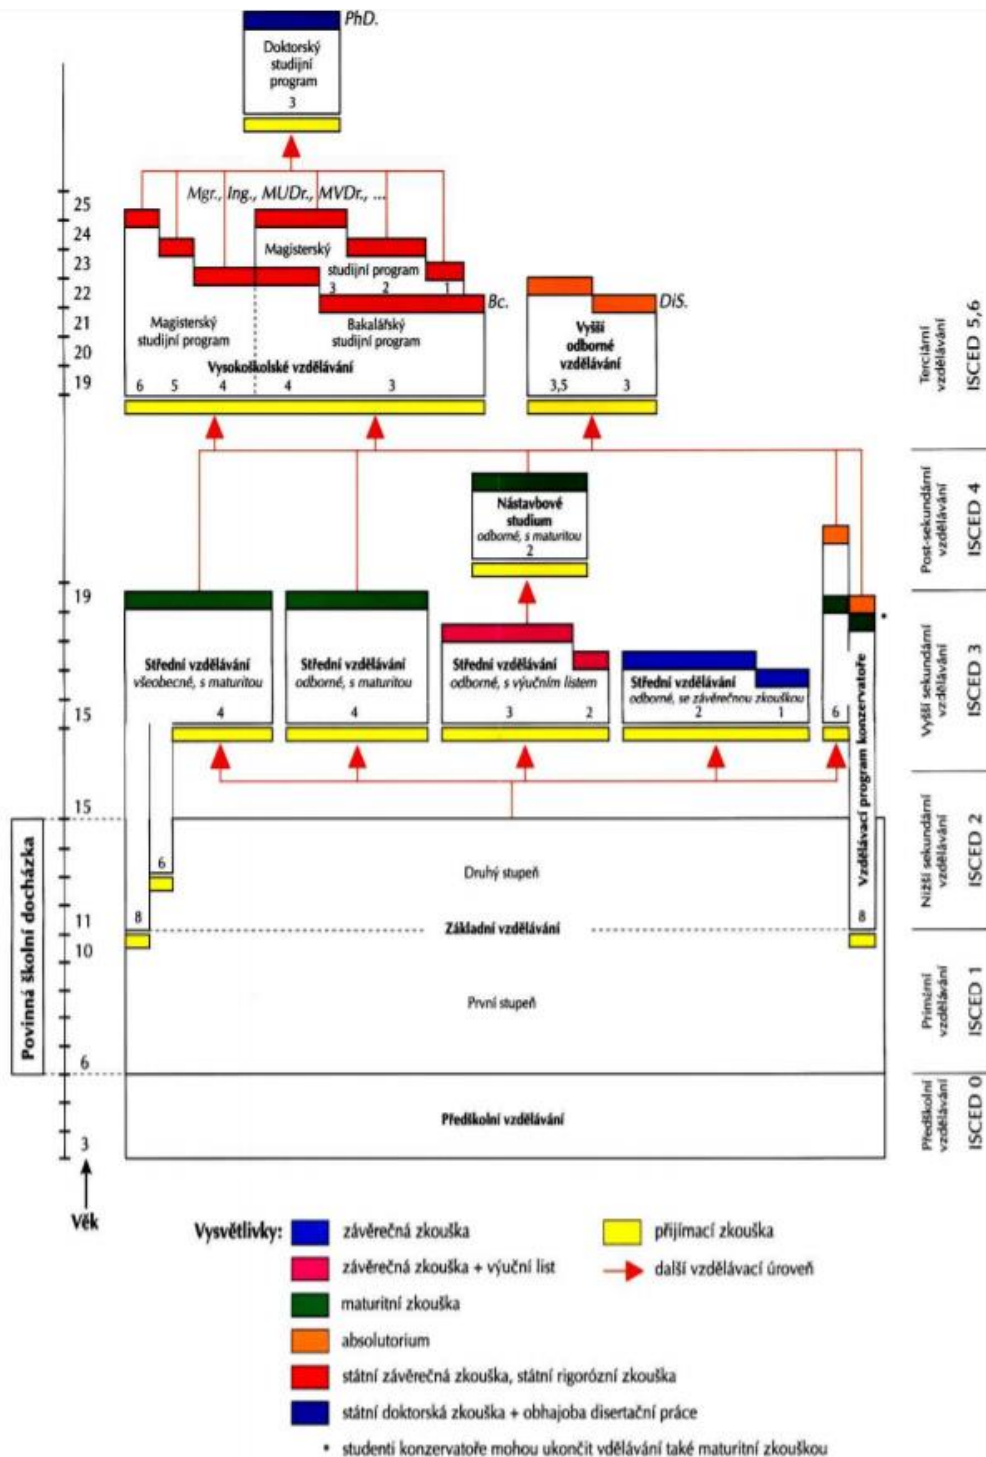 PhD.
Doktorský
studijní
program
3
Mgr., Ing., MUDr., MVDr., ...
25
24
23
22
21
20
19
Magisterský
studijní program
3
2
1
Bc.
Magisterský
studijní program
Bakalářský
studijní program
Vysokoškolské vzdělávání
6
5
4
4
3
DiS.
Vyšší
odborné
vzdělávání
3,5
3
Terciární
vzdělávání
ISCED 5,6
Nástavbové
studium
odborné, s maturitou
2
Post-sekundární
vzdělávání
ISCED 4
19
15
Střední vzdělávání
všeobecné, s maturitou
4
Střední vzdělávání
odborné, s maturitou
4
Střední vzdělávání
odborné, s výučním listem
3
2
Střední vzdělávání
odborné, se závěrečnou zkouškou
2
1
6
*
Vzdělávací program konzervatoře
8
Vyšší sekundární
vzdělávání
ISCED 3
15
11
10
6
3
Povinná školní docházka
6
8
Druhý stupeň
Základní vzdělávání
První stupeň
Předškolní vzdělávání
Nižší sekundární
vzdělávání
ISCED 2
Primární
vzdělávání
ISCED 1
Předškolní
vzdělávání
ISCED 0
Věk
Vysvětlivky:
závěrečná zkouška
přijímací zkouška
závěrečná zkouška + výuční list
další vzdělávací úroveň
maturitní zkouška
absolutorium
státní závěrečná zkouška, státní rigorózní zkouška
státní doktorská zkouška + obhajoba disertační práce
* studenti konzervatoře mohou ukončit vdělávání také maturitní zkouškou